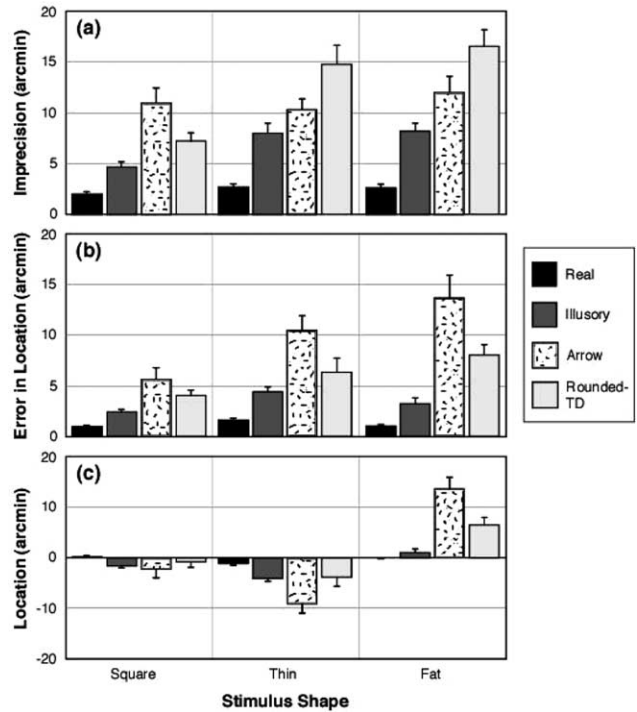 (a)
Imprecision (arcmin)
20
15
10
5
0
(b)
Error in Location (arcmin)
20
15
10
5
0
(c)
Location (arcmin)
20
10
0
-10
-20
Square Thin Fat
Stimulus Shape
Real
Illusory
Arrow
Rounded-
TD